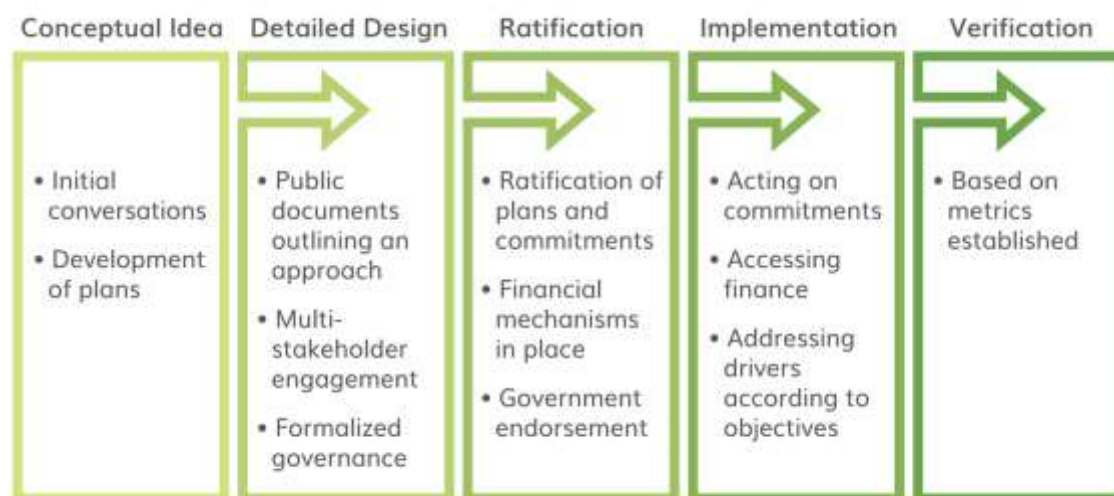 Conceptual Idea
• Initial
conversations
• Development
of plans
Detailed Design
• Public
documents
outlining an
approach
• Multi-
stakeholder
engagement
• Formalized
governance
Ratification
• Ratification of
plans and
commitments
• Financial
mechanisms
in place
• Government
endorsement
Implementation
• Acting on
commitments
• Accessing
finance
• Addressing
drivers
according to
objectives
Verification
• Based on
metrics
established